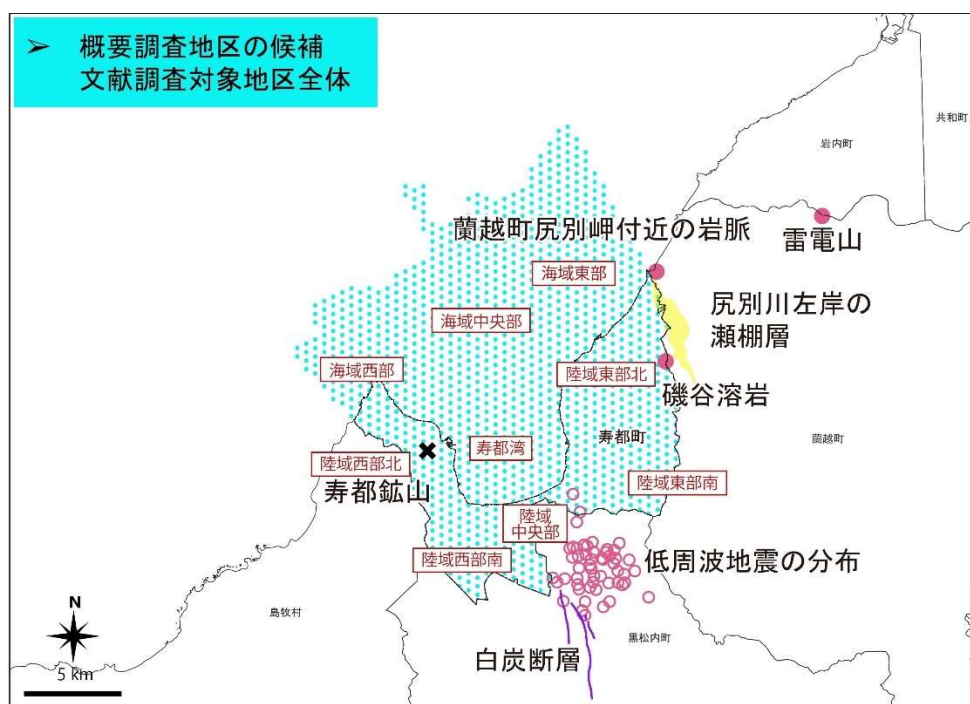 ➢ 概要調査地区の候補
文献調査対象地区全体
共和町
岩内町
蘭越町尻別岬付近の岩脈
雷電山
海域東部
尻別川左岸の
瀬棚層
海域中央部
海域西部
陸域東部北
磯谷溶岩
寿都町
蘭越町
寿都湾
陸域西部北
寿都鉱山
陸域東部南
陸域
中央部
陸域西部南
低周波地震の分布
N
島牧村
黒松内町
白炭断層
5 km